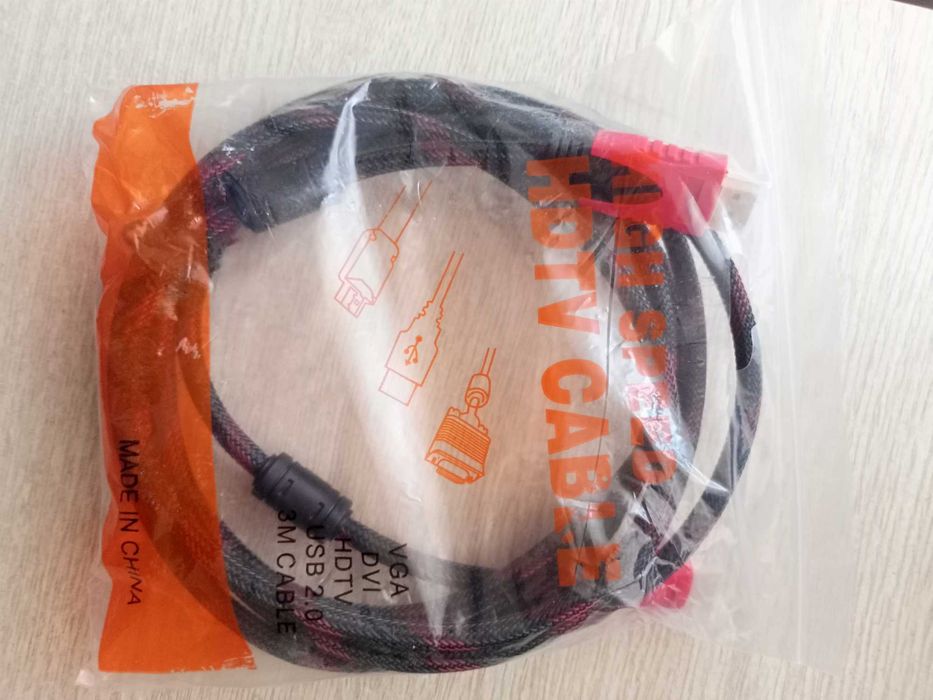 HIGH SPEED
HDTV CABLE
VGA
DVI
HDTV
USB 2.0
3M CABLE
MADE IN CHINA